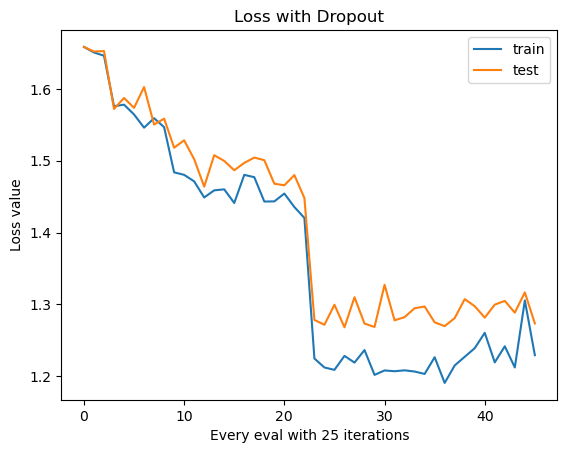 Loss with Dropout
train
test
1.6
1.5
1.4
1.3
1.2
Loss value
0
10
20
30
40
Every eval with 25 iterations